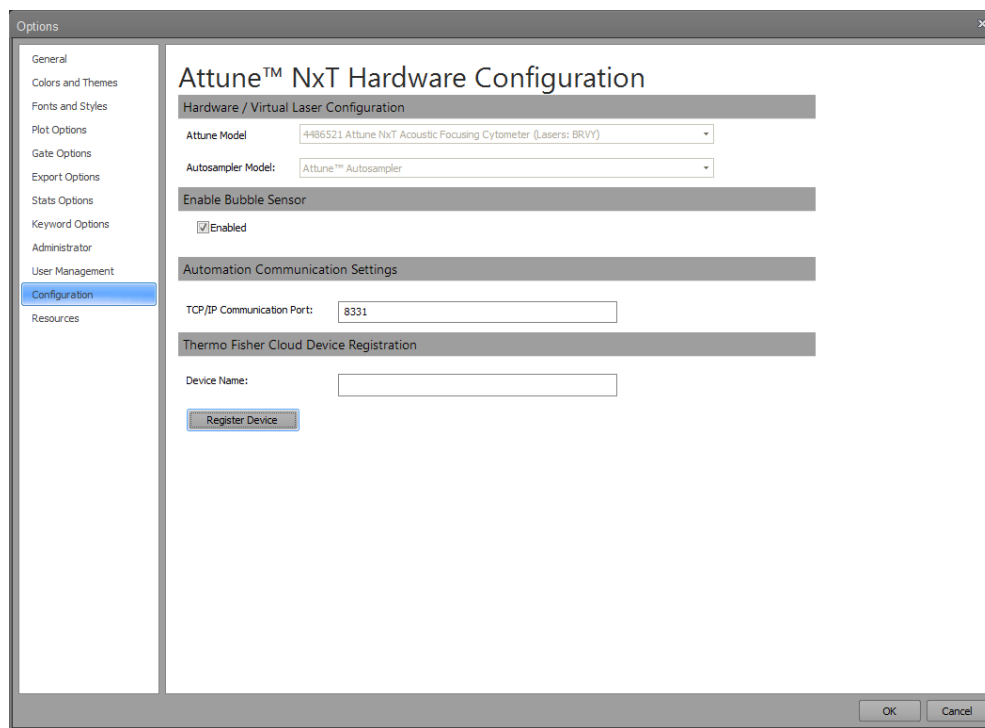 Options
General
Colors and Themes
Fonts and Styles
Plot Options
Gate Options
Export Options
Stats Options
Keyword Options
Administrator
User Management
Configuration
Resources
Attune™ NxT Hardware Configuration
Hardware / Virtual Laser Configuration
Attune Model
4486521 Attune NxT Acoustic Focusing Cytometer (Lasers: BRVY)
Autosampler Model:
Attune™ Autosampler
Enable Bubble Sensor
Enabled
Automation Communication Settings
TCP/IP Communication Port:
8331
Thermo Fisher Cloud Device Registration
Device Name:
Register Device
OK
Cancel